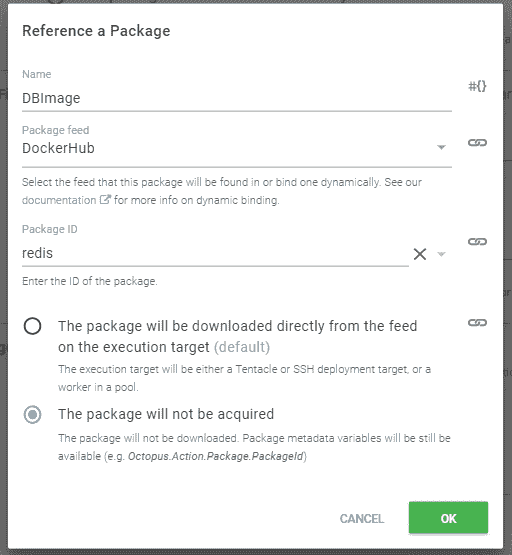 Reference a Package
Name
DBImage
#{}
Package feed
DockerHub
Select the feed that this package will be found in or bind one dynamically. See our
documentation for more info on dynamic binding.
Package ID
redis
Enter the ID of the package.
The package will be downloaded directly from the feed
on the execution target (default)
The execution target will be either a Tentacle or SSH deployment target, or a
worker in a pool.
The package will not be acquired
The package will not be downloaded. Package metadata variables will be still be
available (e.g. Octopus.Action.Package.PackageId)
CANCEL
OK